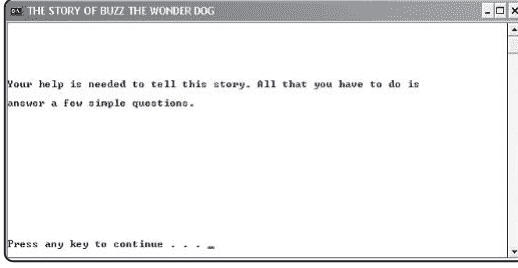 THE STORY OF BUZZ THE WONDER DOG
Your help is needed to tell this story. All that you have to do is
answer a few simple questions.
Press any key to continue . . . _